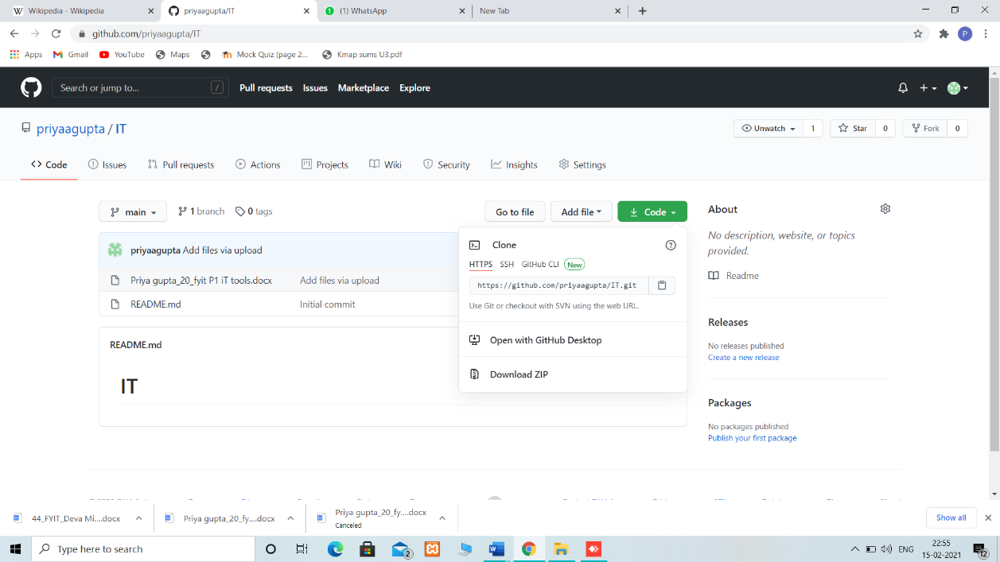 Wikipedia - Wikipedia
priyaagupta/IT
(1) WhatsApp
New Tab
github.com/priyaagupta/IT
P
Apps
Gmail
YouTube
Maps
Mock Quiz (page 2...
Kmap sums U3.pdf
Search or jump to...
/
Pull requests
Issues
Marketplace
Explore
priyaagupta / IT
Unwatch 1
Star 0
Fork 0
Code
Issues
Pull requests
Actions
Projects
Wiki
Security
Insights
Settings
main
1 branch
0 tags
Go to file
Add file
Code
priyaagupta Add files via upload
Priya gupta_20_fyit P1 iT tools.docx
Add files via upload
README.md
Initial commit
README.md
IT
Clone
HTTPS
SSH
GitHub CLI
New
https://github.com/priyaagupta/IT.git
Use Git or checkout with SVN using the web URL.
Open with GitHub Desktop
Download ZIP
About
No description, website, or topics
provided.
Readme
Releases
No releases published
Create a new release
Packages
No packages published
Publish your first package
44_FYIT_Deva Mi....docx
Priya gupta_20_fy....docx
Priya gupta_20_fy....docx
Canceled
Show all
Type here to search
2
ENG
22:55
15-02-2021
12